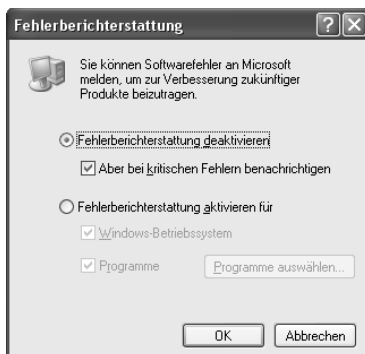 Fehlerberichterstattung
Sie können Softwarefehler an Microsoft
melden, um zur Verbesserung zukünftiger
Produkte beizutragen.
Fehlerberichterstattung deaktivieren
Aber bei kritischen Fehlern benachrichtigen
Fehlerberichterstattung aktivieren für
Windows-Betriebssystem
Programme
Programme auswählen...
OK
Abbrechen